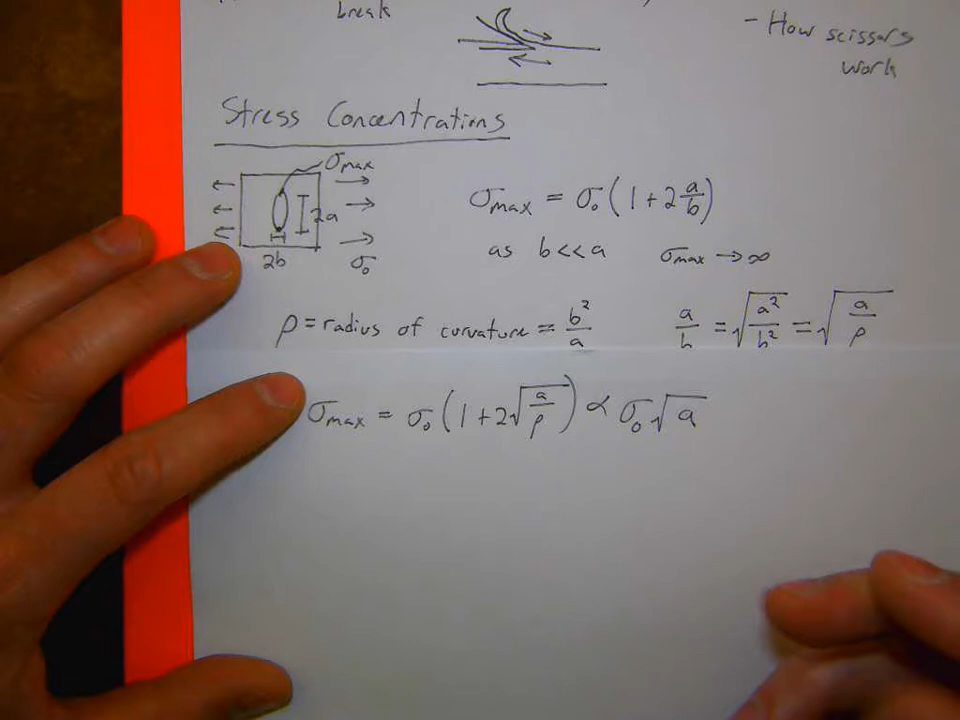 break
- How scissors
work
Stress Concentrations
σmax
2a
2b
σ₀
σmax = σ₀(1+2a/b)
as b<<a σmax → ∞
ρ = radius of curvature = b²/a
a/b = √(a²/b²) = √(a/ρ)
σmax = σ₀(1+2√(a/ρ)) ∝ σ₀√a